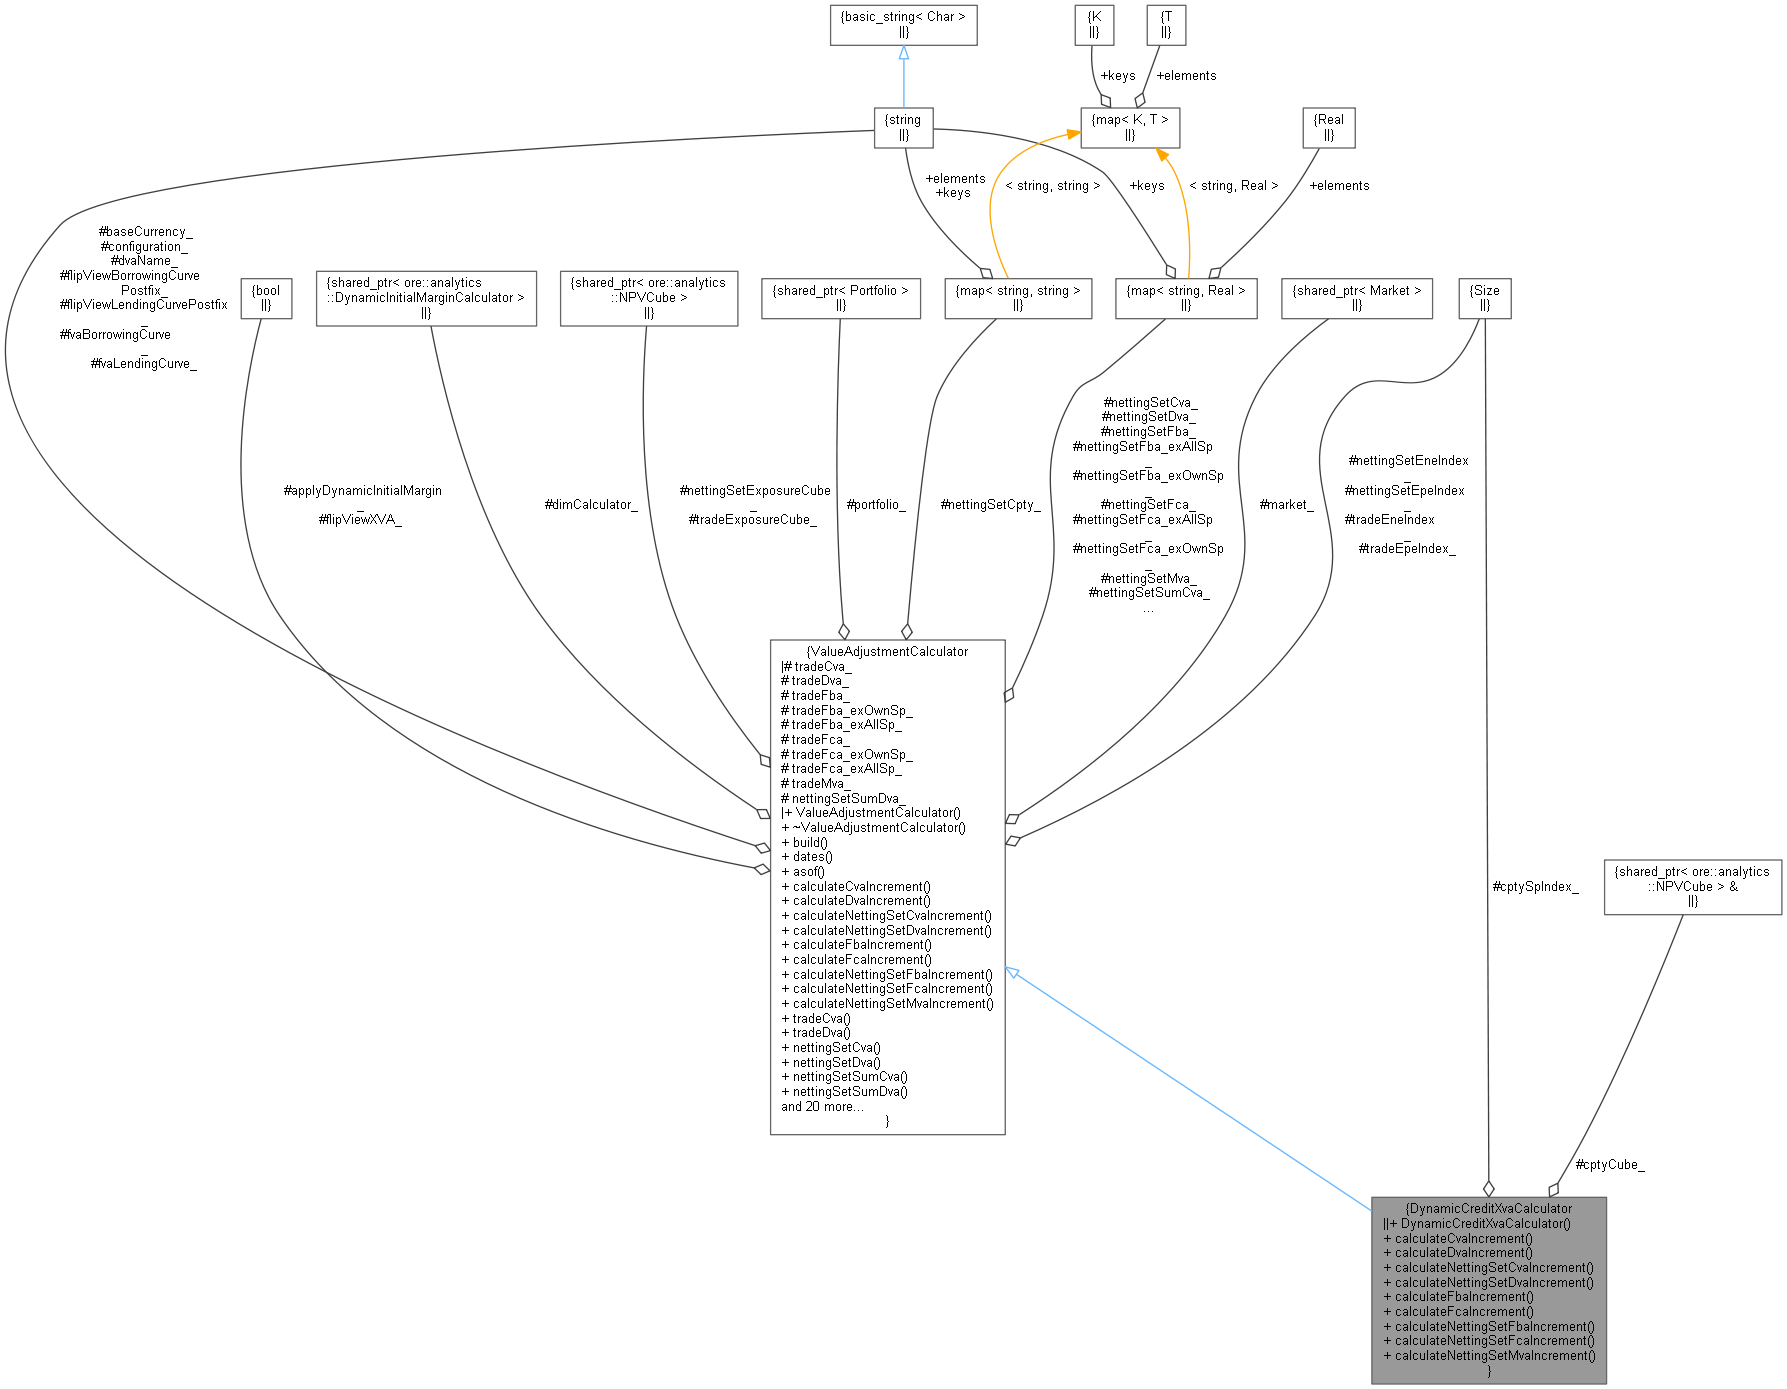 {basic_string< Char >
||}
{K
||}
{T
||}
+keys
+elements
{string
||}
{map< K, T >
||}
{Real
||}
+elements
+keys
< string, string >
+keys
< string, Real >
+elements
#baseCurrency_
#configuration_
#dvaName_
#flipViewBorrowingCurve
Postfix_
#flipViewLendingCurvePostfix
_
#fvaBorrowingCurve
_
#fvaLendingCurve_
{bool
||}
{shared_ptr< ore::analytics
::DynamicInitialMarginCalculator >
||}
{shared_ptr< ore::analytics
::NPVCube >
||}
{shared_ptr< Portfolio >
||}
{map< string, string >
||}
{map< string, Real >
||}
{shared_ptr< Market >
||}
{Size
||}
#applyDynamicInitialMargin
_
#flipViewXVA_
#dimCalculator_
#nettingSetExposureCube
_
#tradeExposureCube_
#portfolio_
#nettingSetCpty_
#nettingSetCva_
#nettingSetDva_
#nettingSetFba_
#nettingSetFba_exAllSp
_
#nettingSetFba_exOwnSp
_
#nettingSetFca_
#nettingSetFca_exAllSp
_
#nettingSetFca_exOwnSp
_
#nettingSetMva_
#nettingSetSumCva_
...
#market_
#nettingSetEneIndex
_
#nettingSetEpeIndex
_
#tradeEneIndex
_
#tradeEpeIndex_
{ValueAdjustmentCalculator
|# tradeCva_
# tradeDva_
# tradeFba_
# tradeFba_exOwnSp_
# tradeFba_exAllSp_
# tradeFca_
# tradeFca_exOwnSp_
# tradeFca_exAllSp_
# tradeMva_
# nettingSetSumDva_
|+ ValueAdjustmentCalculator()
+ ~ValueAdjustmentCalculator()
+ build()
+ dates()
+ asof()
+ calculateCvaIncrement()
+ calculateDvaIncrement()
+ calculateNettingSetCvaIncrement()
+ calculateNettingSetDvaIncrement()
+ calculateFbaIncrement()
+ calculateFcaIncrement()
+ calculateNettingSetFbaIncrement()
+ calculateNettingSetFcaIncrement()
+ calculateNettingSetMvaIncrement()
+ tradeCva()
+ tradeDva()
+ nettingSetCva()
+ nettingSetDva()
+ nettingSetSumCva()
+ nettingSetSumDva()
and 20 more...
}
#cptySpIndex_
{shared_ptr< ore::analytics
::NPVCube > &
||}
#cptyCube_
{DynamicCreditXvaCalculator
||+ DynamicCreditXvaCalculator()
+ calculateCvaIncrement()
+ calculateDvaIncrement()
+ calculateNettingSetCvaIncrement()
+ calculateNettingSetDvaIncrement()
+ calculateFbaIncrement()
+ calculateFcaIncrement()
+ calculateNettingSetFbaIncrement()
+ calculateNettingSetFcaIncrement()
+ calculateNettingSetMvaIncrement()
}